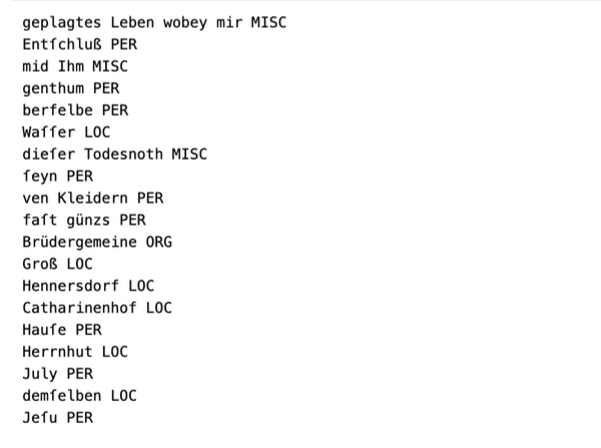 geplagtes Leben wobey mir MISC
Entſchluß PER
mid Ihm MISC
genthum PER
berfelbe PER
Waſſer LOC
dieſer Todesnoth MISC
ſeyn PER
ven Kleidern PER
faſt günzs PER
Brüdergemeine ORG
Groß LOC
Hennersdorf LOC
Catharinenhof LOC
Hauſe PER
Herrnhut LOC
July PER
demſelben LOC
Jeſu PER